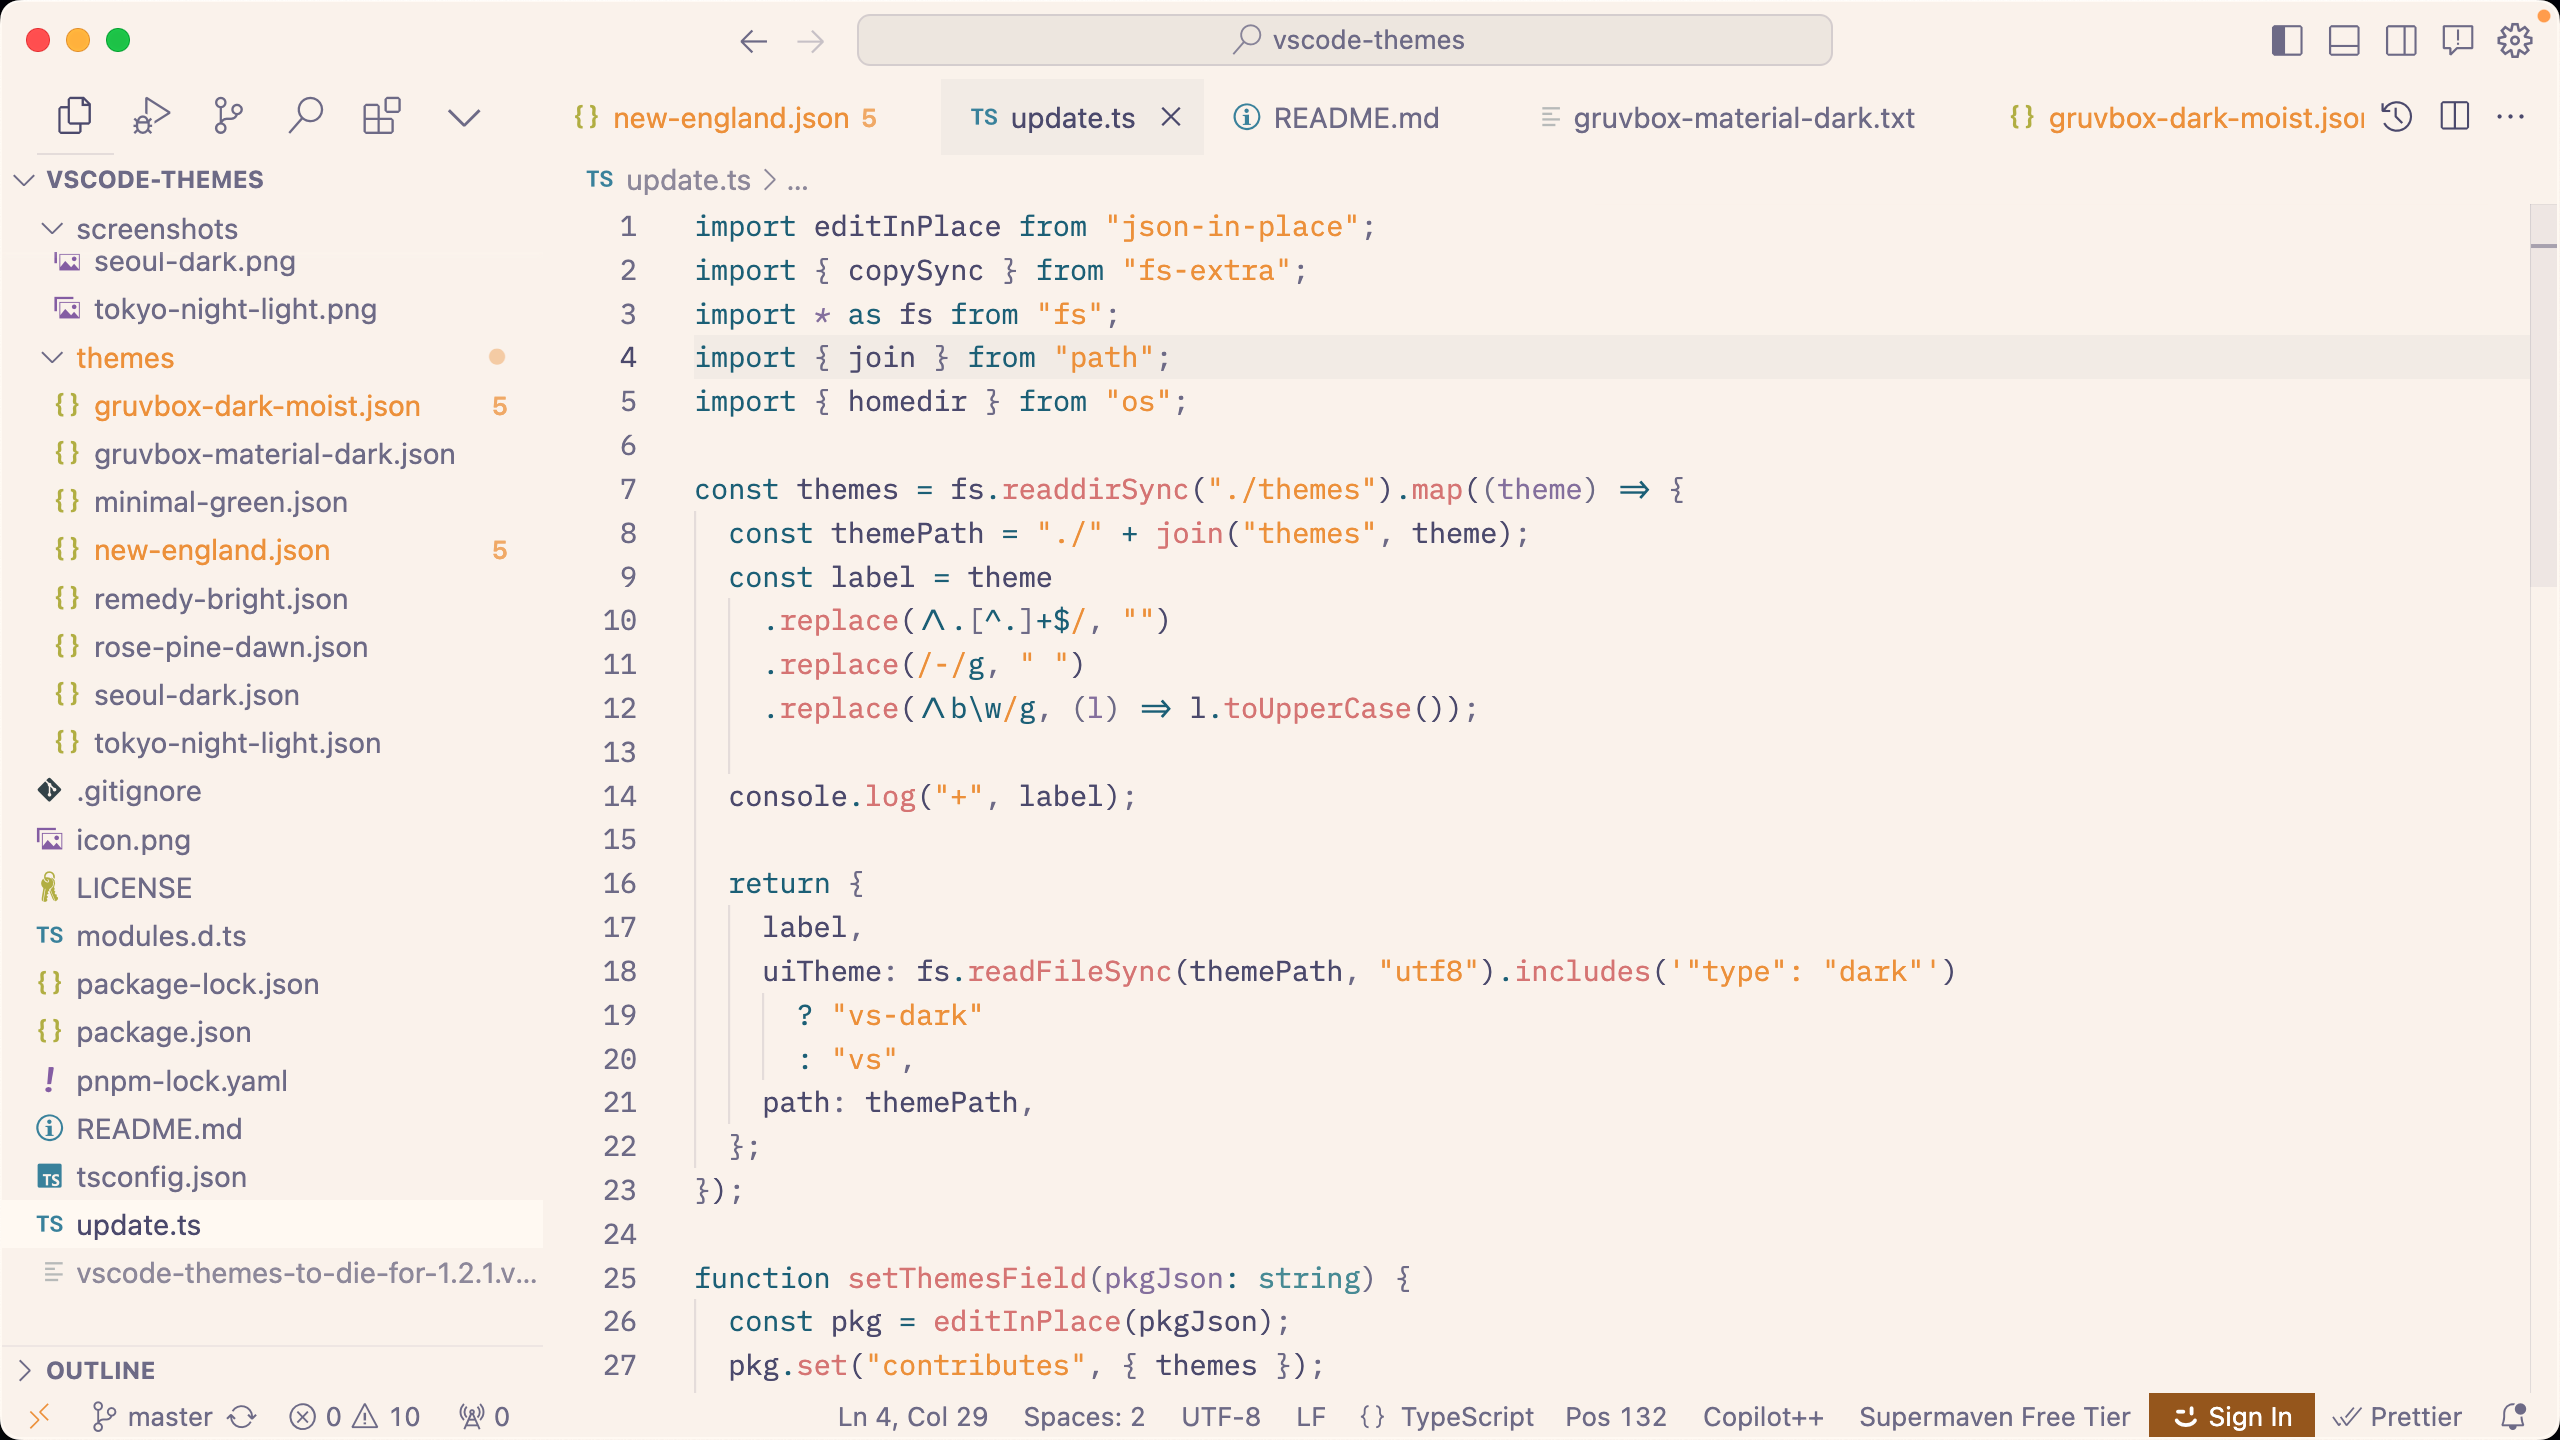 vscode-themes
new-england.json 5
TS update.ts
README.md
gruvbox-material-dark.txt
gruvbox-dark-moist.json
VSCODE-THEMES
screenshots
seoul-dark.png
tokyo-night-light.png
themes
gruvbox-dark-moist.json 5
gruvbox-material-dark.json
minimal-green.json
new-england.json 5
remedy-bright.json
rose-pine-dawn.json
seoul-dark.json
tokyo-night-light.json
.gitignore
icon.png
LICENSE
TS modules.d.ts
package-lock.json
package.json
pnpm-lock.yaml
README.md
TS tsconfig.json
TS update.ts
vscode-themes-to-die-for-1.2.1.v...
OUTLINE
TS update.ts > ...
1 import editInPlace from "json-in-place";
2 import { copySync } from "fs-extra";
3 import * as fs from "fs";
4 import { join } from "path";
5 import { homedir } from "os";
6
7 const themes = fs.readdirSync("./themes").map((theme) => {
8 const themePath = "./" + join("themes", theme);
9 const label = theme
10 .replace(/\.[^.]+$/, "")
11 .replace(/-/g, " ")
12 .replace(/\b\w/g, (l) => l.toUpperCase());
13
14 console.log("+", label);
15
16 return {
17 label,
18 uiTheme: fs.readFileSync(themePath, "utf8").includes('"type": "dark"')
19 ? "vs-dark"
20 : "vs",
21 path: themePath,
22 };
23 });
24
25 function setThemesField(pkgJson: string) {
26 const pkg = editInPlace(pkgJson);
27 pkg.set("contributes", { themes });
master 0 10 0 Ln 4, Col 29 Spaces: 2 UTF-8 LF {} TypeScript Pos 132 Copilot++ Supermaven Free Tier Sign In Prettier